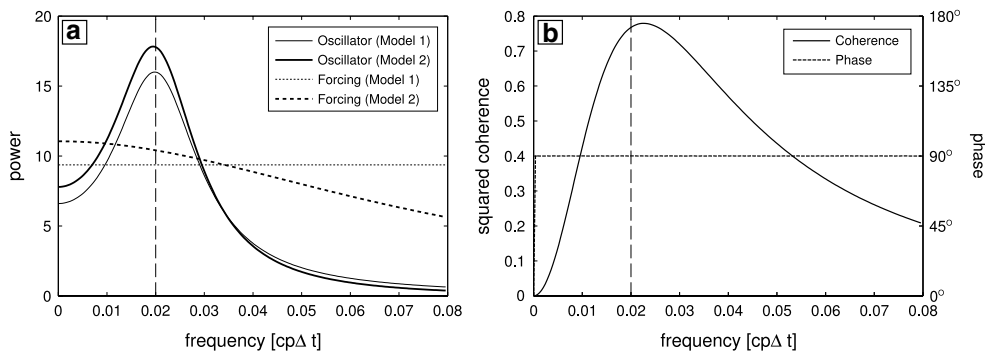 a
20
15
10
5
0
power
Oscillator (Model 1)
Oscillator (Model 2)
Forcing (Model 1)
Forcing (Model 2)
0 0.01 0.02 0.03 0.04 0.05 0.06 0.07 0.08
frequency [cpΔ t]
b
0.8
0.7
0.6
0.5
0.4
0.3
0.2
0.1
0
squared coherence
Coherence
Phase
180°
135°
90°
45°
0°
phase
0 0.01 0.02 0.03 0.04 0.05 0.06 0.07 0.08
frequency [cpΔ t]